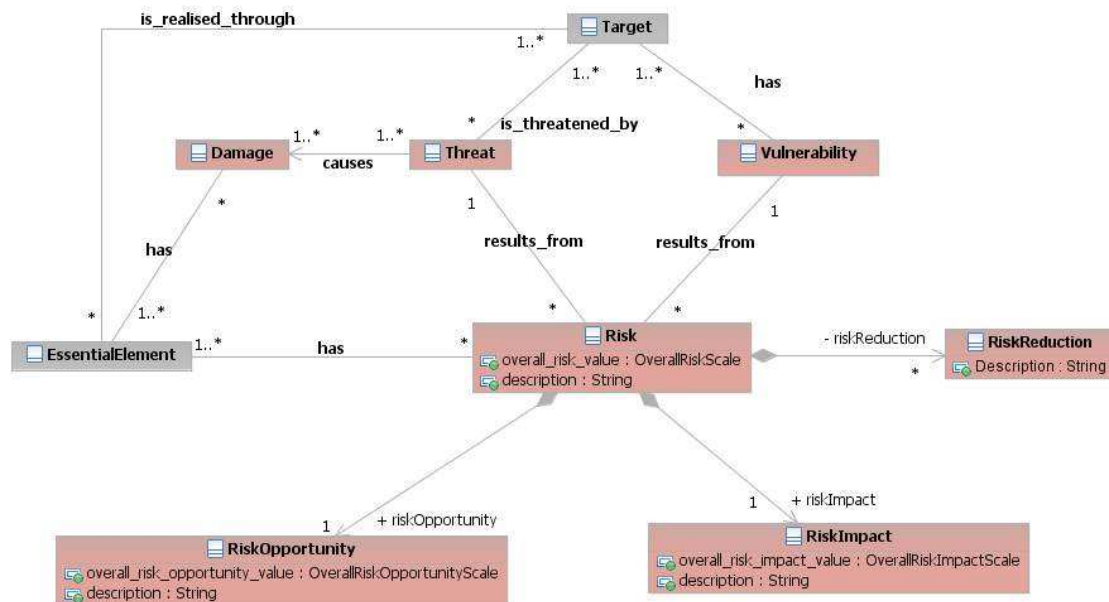 is_realised_through
Target
1..*
1..*
1..*
has
*
is_threatened_by
*
1..*
1..*
Damage
causes
Threat
Vulnerability
*
1
1
has
results_from
results_from
*
1..*
*
*
EssentialElement
1..*
has
*
Risk
overall_risk_value : OverallRiskScale
description : String
- riskReduction
*
RiskReduction
Description : String
1
+ riskOpportunity
1
+ riskImpact
RiskOpportunity
overall_risk_opportunity_value : OverallRiskOpportunityScale
description : String
RiskImpact
overall_risk_impact_value : OverallRiskImpactScale
description : String